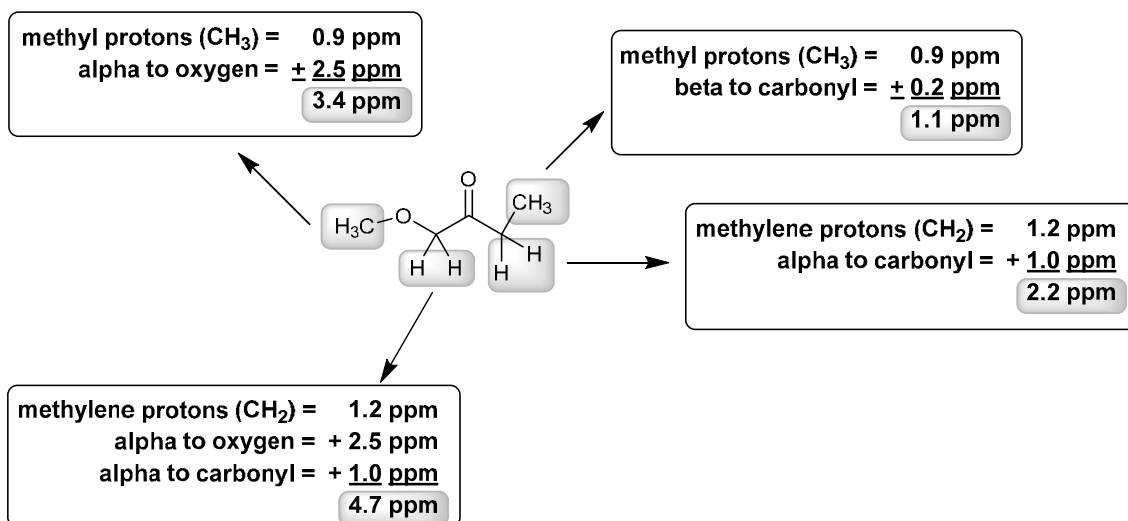 methyl protons (CH3) = 0.9 ppm
alpha to oxygen = ± 2.5 ppm
3.4 ppm
methyl protons (CH3) = 0.9 ppm
beta to carbonyl = ± 0.2 ppm
1.1 ppm
O
CH3
H3C O
H
H H H
methylene protons (CH2) = 1.2 ppm
alpha to carbonyl = + 1.0 ppm
2.2 ppm
methylene protons (CH2) = 1.2 ppm
alpha to oxygen = + 2.5 ppm
alpha to carbonyl = + 1.0 ppm
4.7 ppm